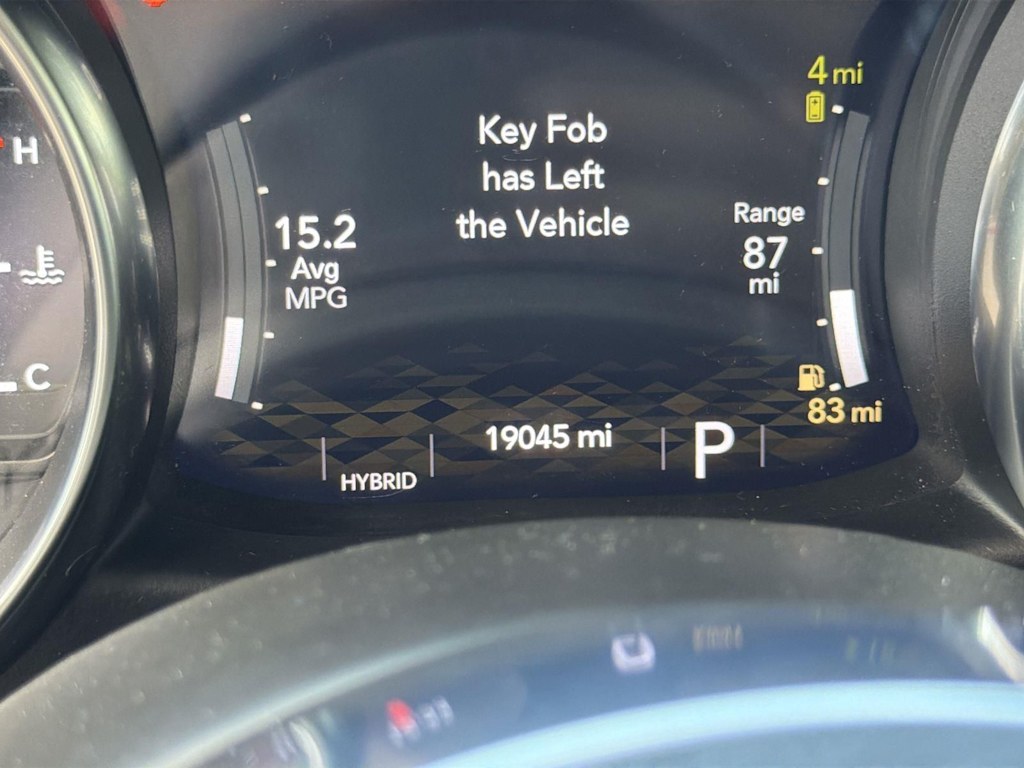 4 mi
Key Fob
has Left
the Vehicle
H
15.2
Avg
MPG
Range
87
mi
C
83 mi
19045 mi
P
HYBRID